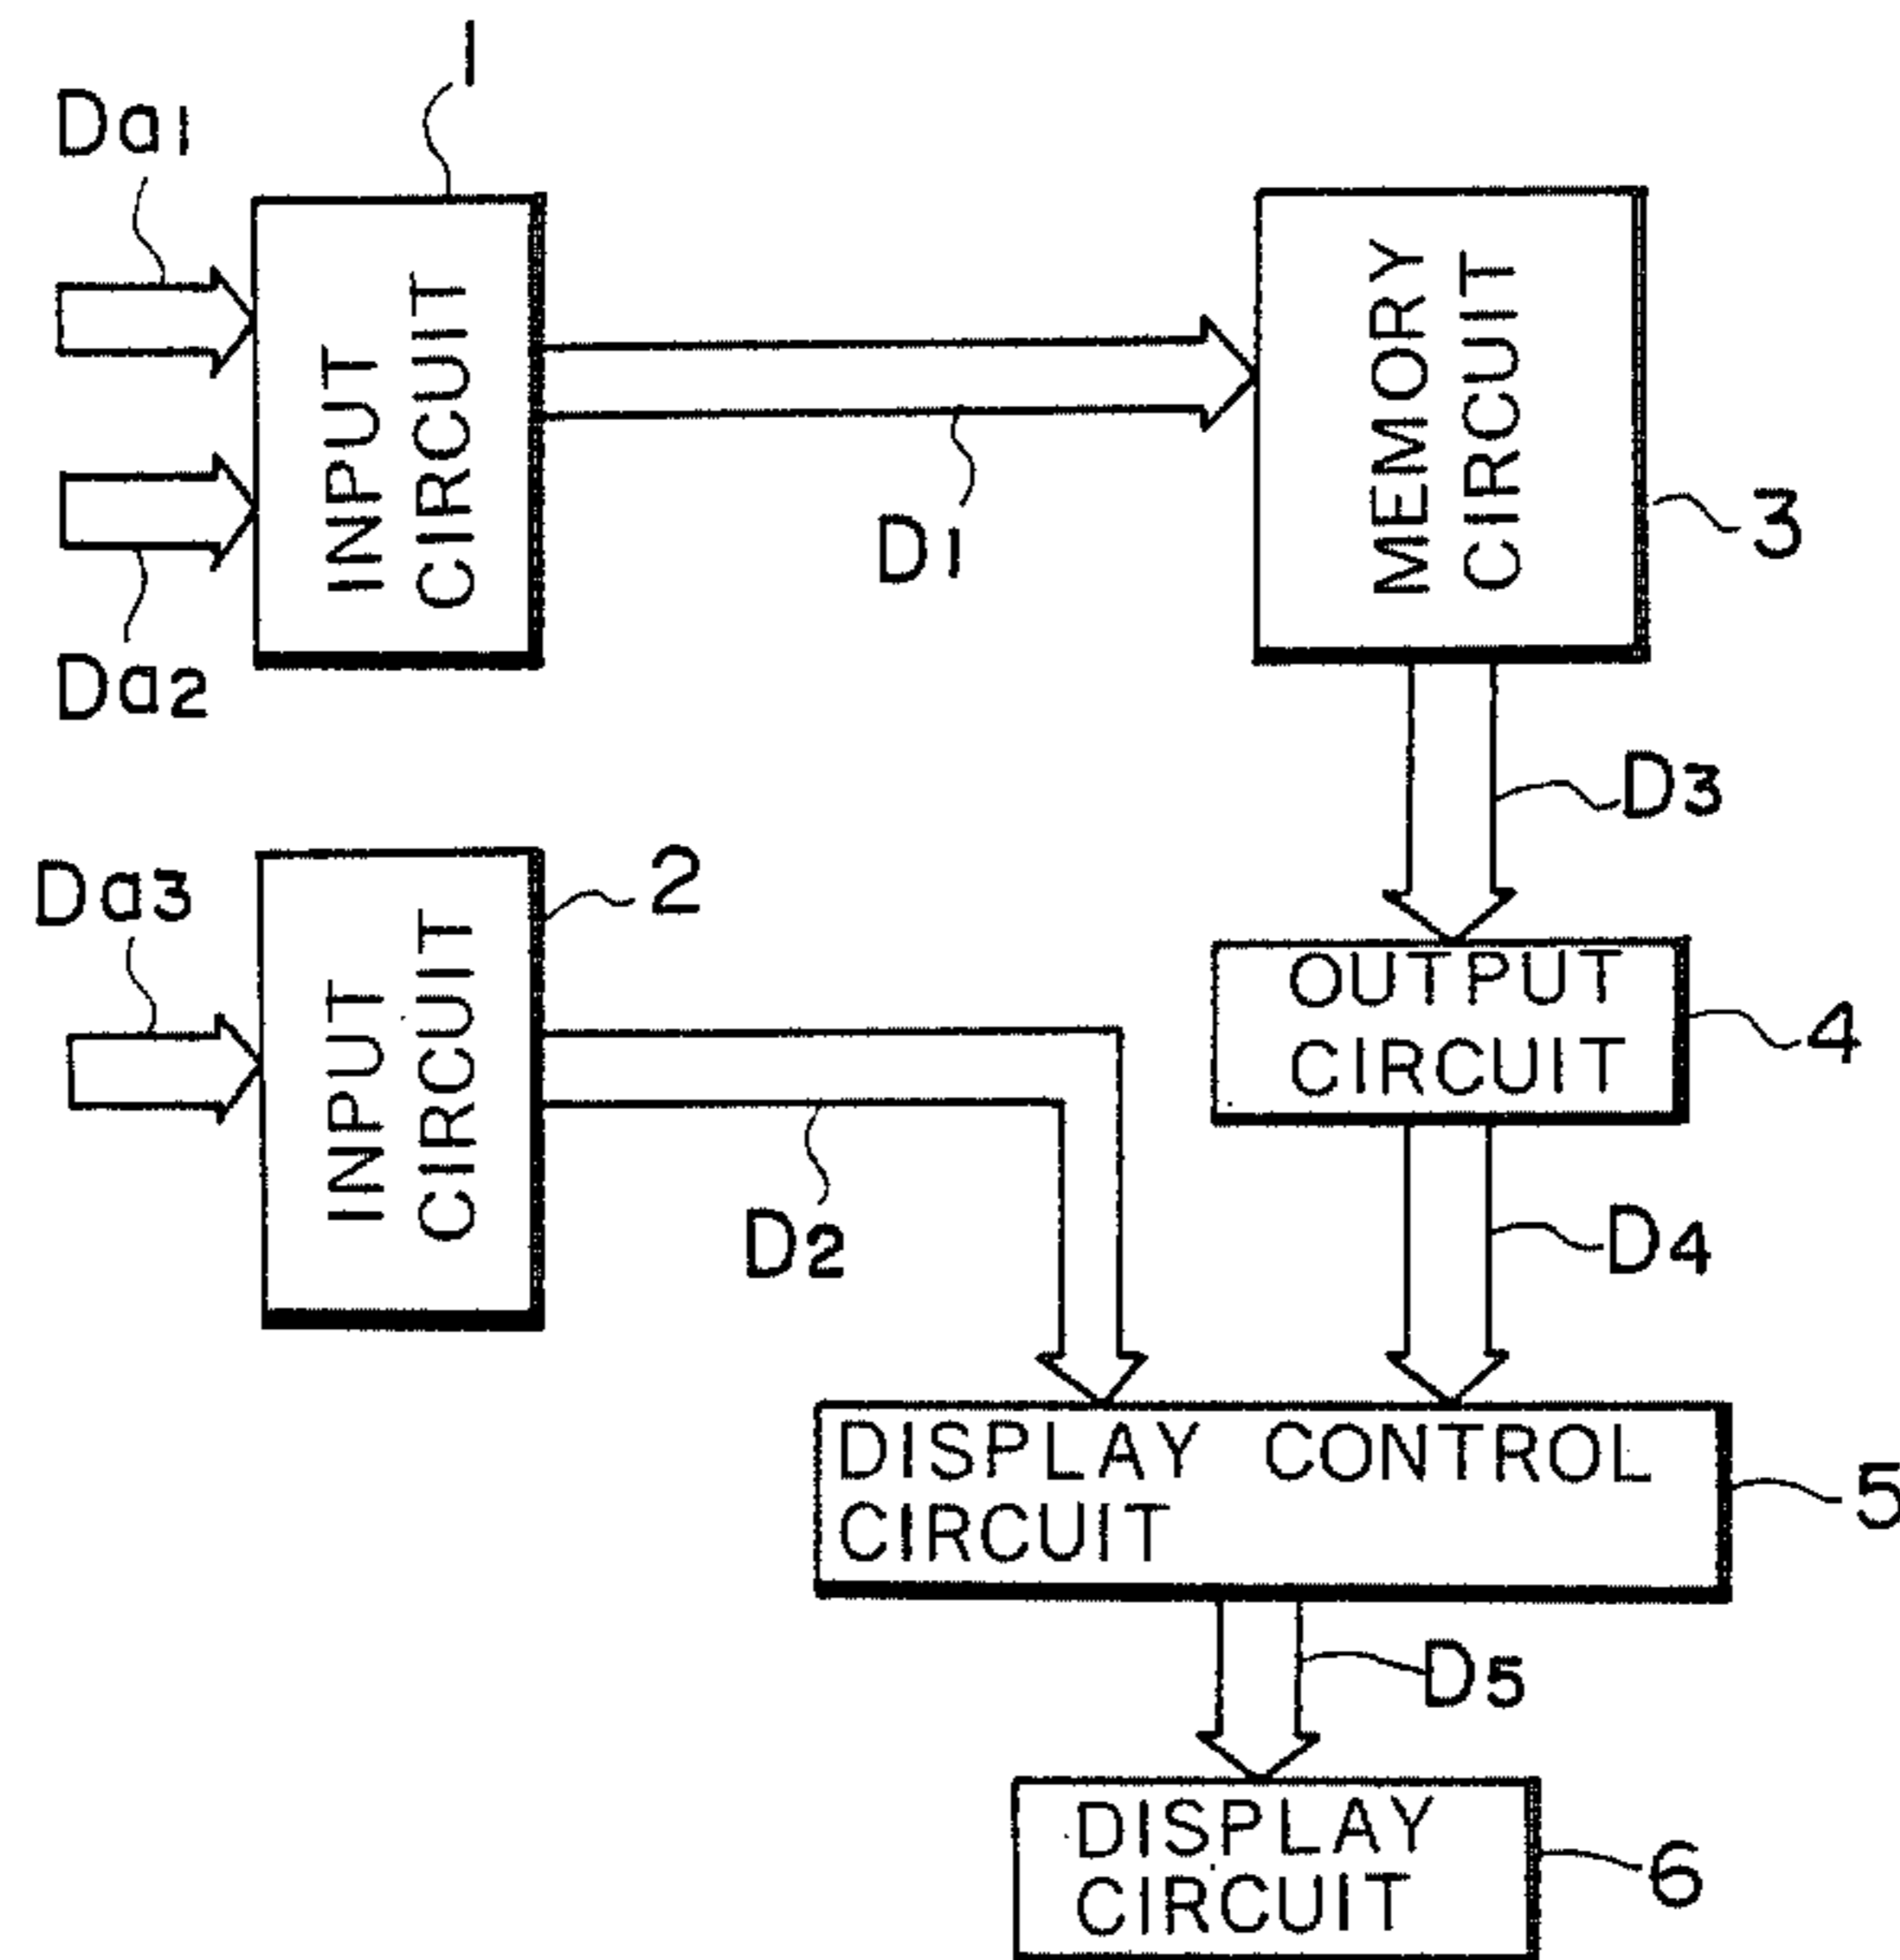 1
Da1
INPUT
CIRCUIT
MEMORY
CIRCUIT
D1
3
Da2
D3
Da3
2
INPUT
CIRCUIT
OUTPUT
CIRCUIT
4
D2
D4
DISPLAY CONTROL
CIRCUIT
5
D5
DISPLAY
CIRCUIT
6